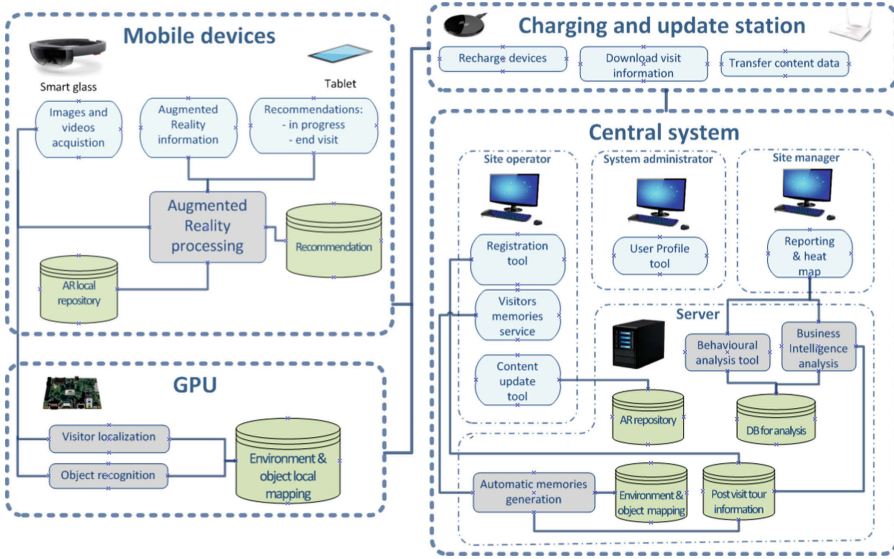 Mobile devices
Smart glass
Tablet
Images and
videos
acquistion
Augmented
Reality
information
Recommendations:
- in progress
- end visit
Augmented
Reality
processing
Recommendation
AR local
repository
GPU
Visitor localization
Object recognition
Environment &
object local
mapping
Charging and update station
Recharge devices
Download visit
information
Transfer content data
Central system
Site operator
System administrator
Site manager
Registration
tool
User Profile
tool
Reporting
& heat
map
Visitors
memories
service
Content
update
tool
Server
Behavioural
analysis tool
Business
Intelligence
analysis
AR repository
DB for analysis
Automatic memories
generation
Environment &
object mapping
Post visit tour
information